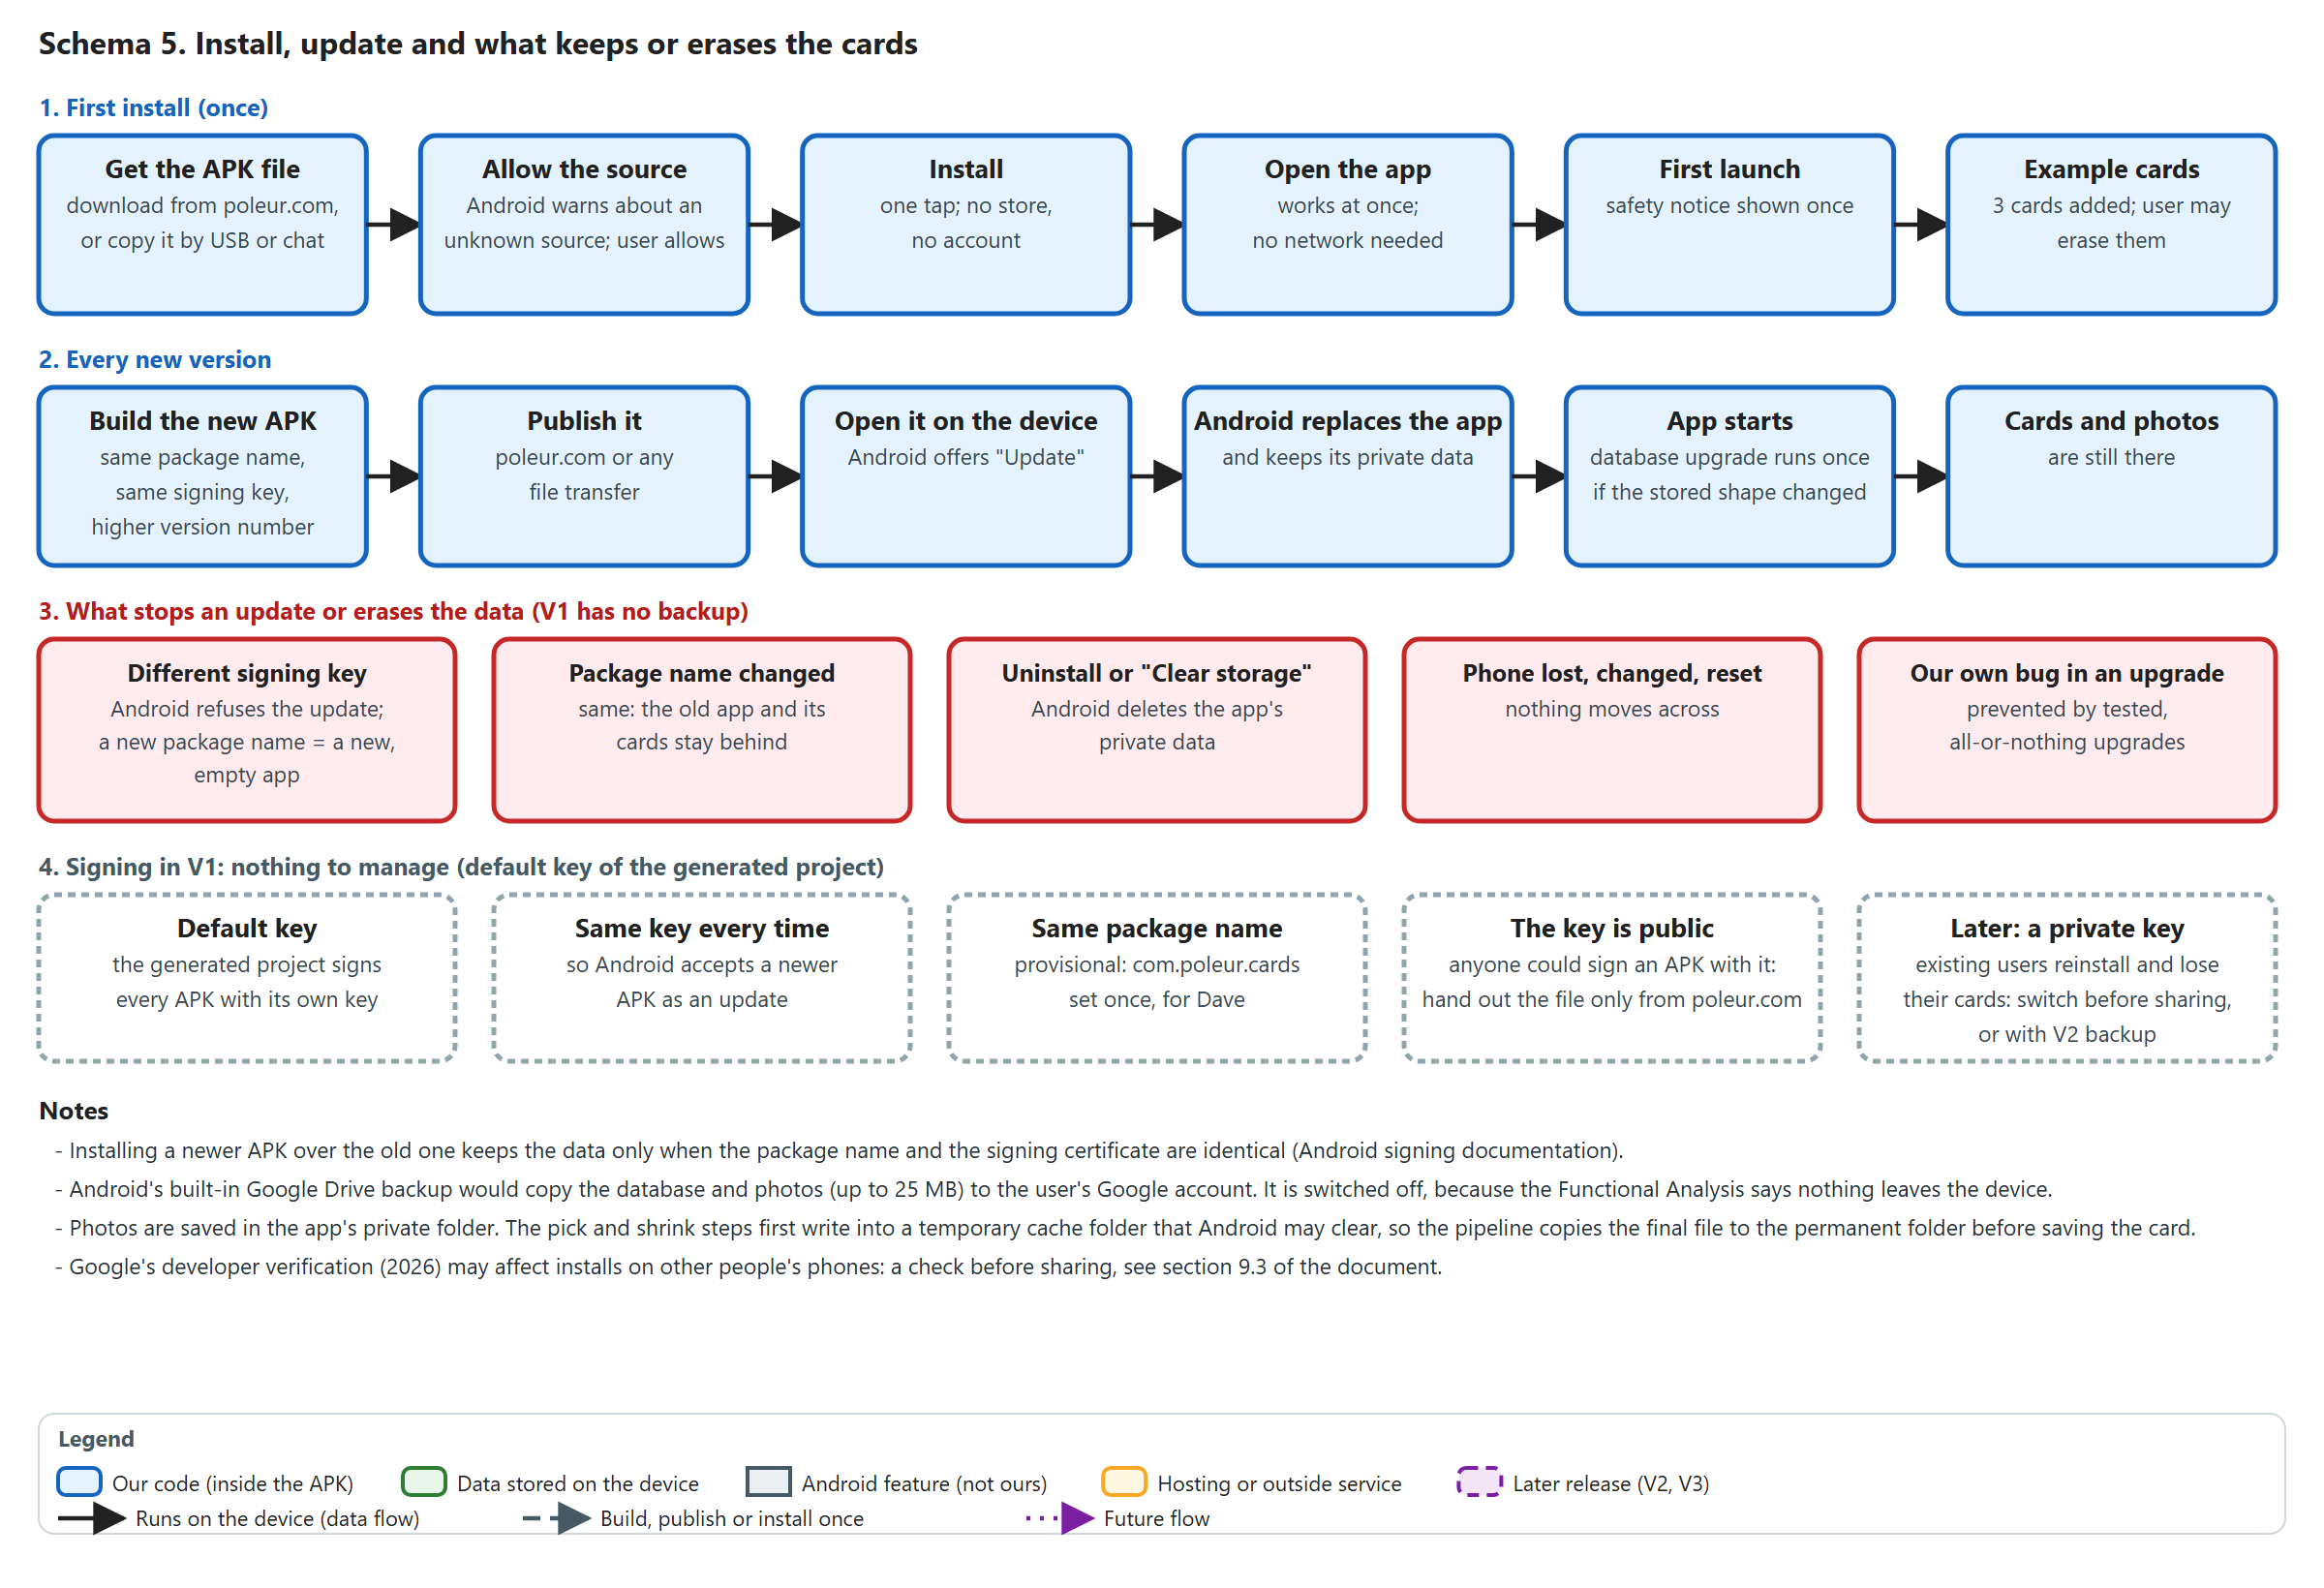 Schema 5. Install, update and what keeps or erases the cards
1. First install (once)
Get the APK file
download from poleur.com,
or copy it by USB or chat
Allow the source
Android warns about an
unknown source; user allows
Install
one tap; no store,
no account
Open the app
works at once;
no network needed
First launch
safety notice shown once
Example cards
3 cards added; user may
erase them
2. Every new version
Build the new APK
same package name,
same signing key,
higher version number
Publish it
poleur.com or any
file transfer
Open it on the device
Android offers "Update"
Android replaces the app
and keeps its private data
App starts
database upgrade runs once
if the stored shape changed
Cards and photos
are still there
3. What stops an update or erases the data (V1 has no backup)
Different signing key
Android refuses the update;
a new package name = a new,
empty app
Package name changed
same: the old app and its
cards stay behind
Uninstall or "Clear storage"
Android deletes the app's
private data
Phone lost, changed, reset
nothing moves across
Our own bug in an upgrade
prevented by tested,
all-or-nothing upgrades
4. Signing in V1: nothing to manage (default key of the generated project)
Default key
the generated project signs
every APK with its own key
Same key every time
so Android accepts a newer
APK as an update
Same package name
provisional: com.poleur.cards
set once, for Dave
The key is public
anyone could sign an APK with it:
hand out the file only from poleur.com
Later: a private key
existing users reinstall and lose
their cards: switch before sharing,
or with V2 backup
Notes
- Installing a newer APK over the old one keeps the data only when the package name and the signing certificate are identical (Android signing documentation).
- Android's built-in Google Drive backup would copy the database and photos (up to 25 MB) to the user's Google account. It is switched off, because the Functional Analysis says nothing leaves the device.
- Photos are saved in the app's private folder. The pick and shrink steps first write into a temporary cache folder that Android may clear, so the pipeline copies the final file to the permanent folder before saving the card.
- Google's developer verification (2026) may affect installs on other people's phones: a check before sharing, see section 9.3 of the document.
Legend
Our code (inside the APK)
Data stored on the device
Android feature (not ours)
Hosting or outside service
Later release (V2, V3)
Runs on the device (data flow)
Build, publish or install once
Future flow